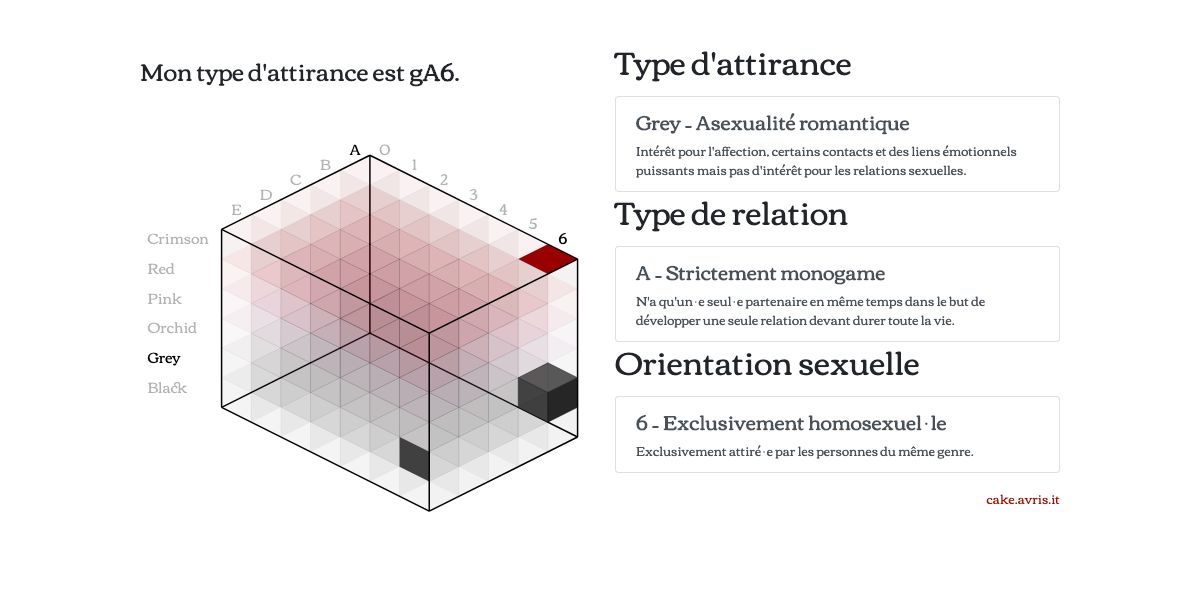 Mon type d'attirance est gA6.
A
O
B
1
C
2
D
3
E
4
5
6
Crimson
Red
Pink
Orchid
Grey
Black
Type d'attirance
Grey - Asexualité romantique
Intérêt pour l'affection, certains contacts et des liens émotionnels
puissants mais pas d'intérêt pour les relations sexuelles.
Type de relation
A - Strictement monogame
N'a qu'un·e seul·e partenaire en même temps dans le but de
développer une seule relation devant durer toute la vie.
Orientation sexuelle
6 - Exclusivement homosexuel·le
Exclusivement attiré·e par les personnes du même genre.
cake.avris.it